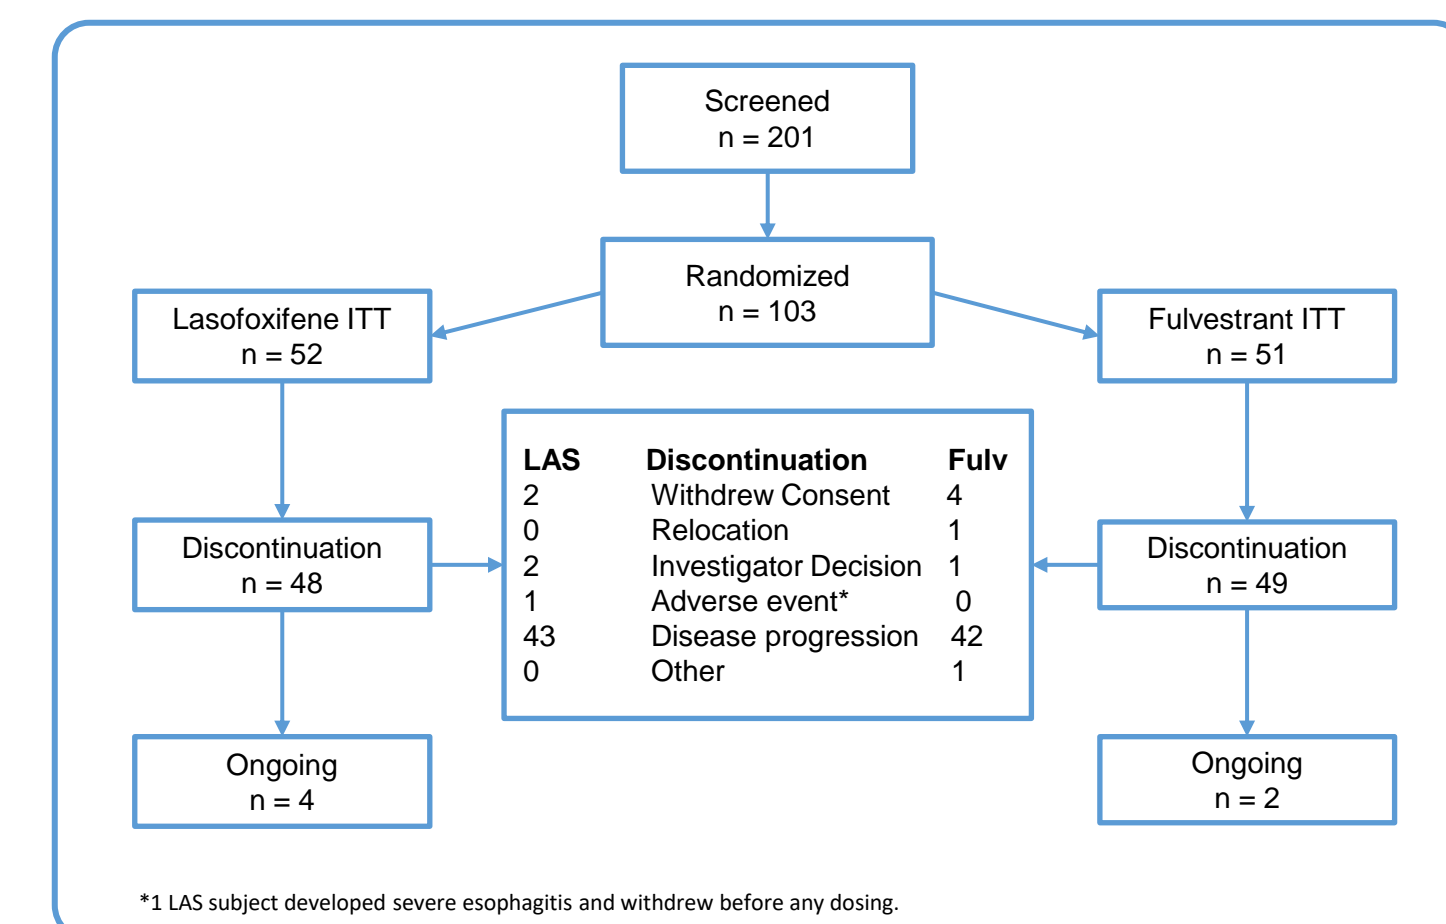 Screened
n = 201
Randomized
n = 103
Lasofoxifene ITT
n = 52
Fulvestrant ITT
n = 51
LAS Discontinuation Fulv
2 Withdrew Consent 4
0 Relocation 1
2 Investigator Decision 1
1 Adverse event* 0
43 Disease progression 42
0 Other 1
Discontinuation
n = 48
Discontinuation
n = 49
Ongoing
n = 4
Ongoing
n = 2
*1 LAS subject developed severe esophagitis and withdrew before any dosing.